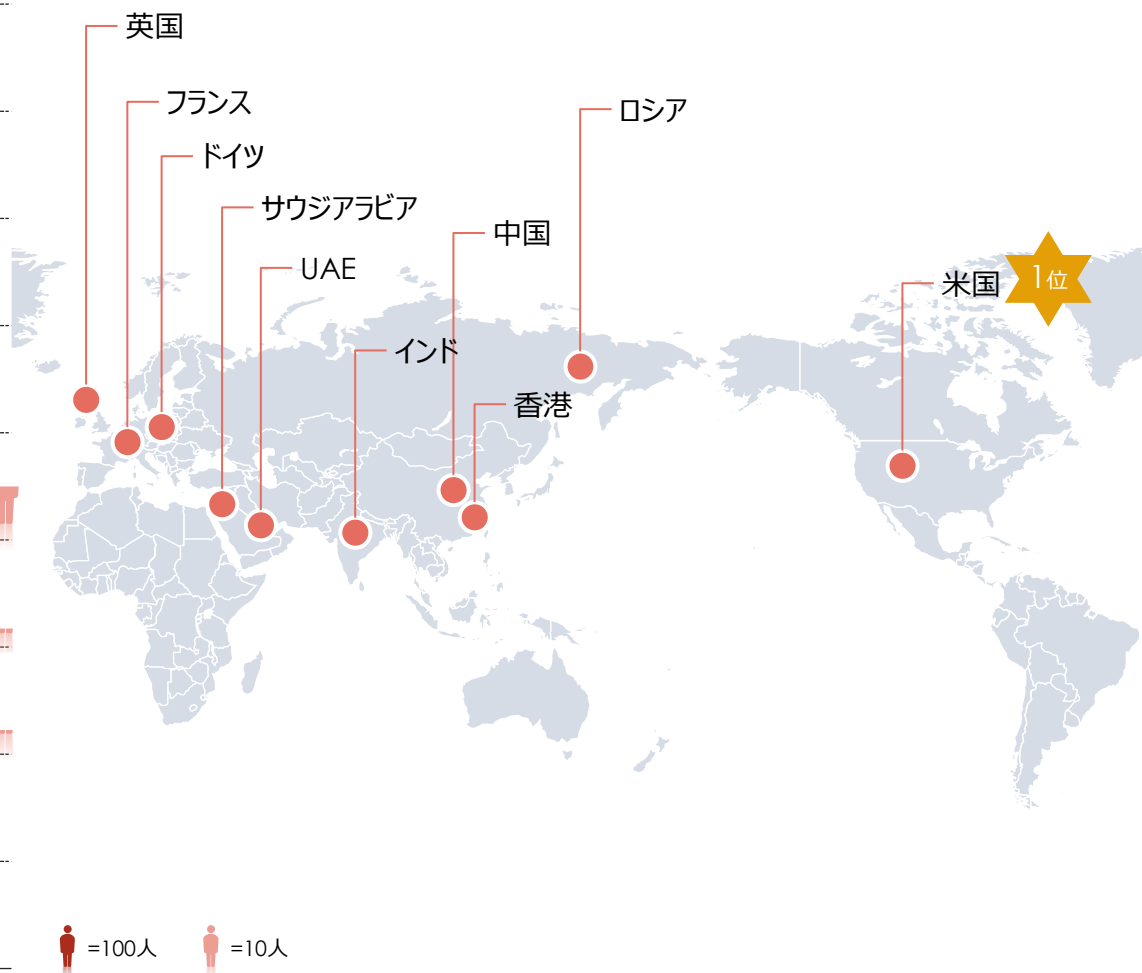 英国
フランス
ロシア
ドイツ
サウジアラビア
中国
UAE
米国
1位
インド
香港
=100人
=10人